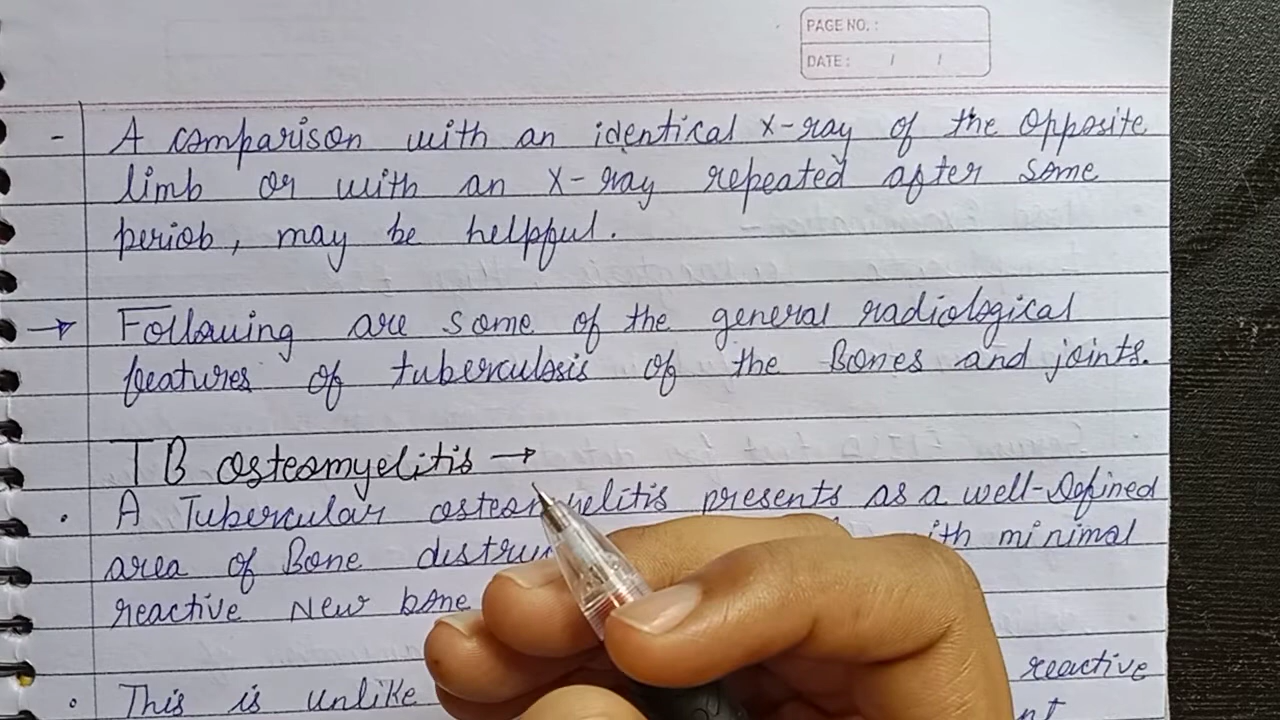 PAGE NO. :
DATE : / /
- A comparison with an identical X-ray of the opposite
limb or with an X-ray repeated after some
period, may be helpful.
→ Following are some of the general radiological
features of tuberculosis of the Bones and joints.
TB osteomyelitis →
. A Tubercular osteomyelitis presents as a well-Defined
area of Bone with minimal
reactive New bone
. This is unlike reactive